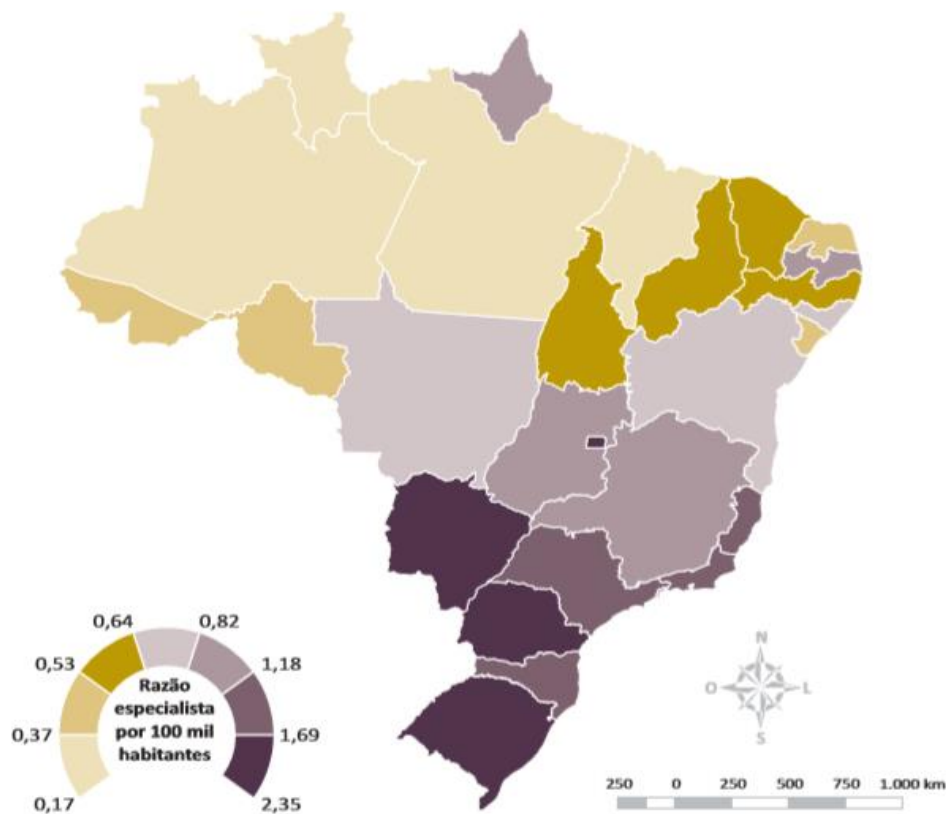 0,64
0,82
0,53
1,18
Razão
especialista
por 100 mil
habitantes
0,37
1,69
0,17
2,35
N
O
L
S
250 0 250 500 750 1.000 km